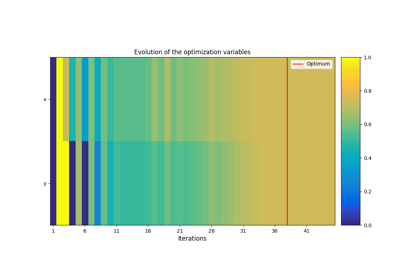 Evolution of the optimization variables
Optimum
x
y
1 6 11 16 21 26 31 36 41
Iterations
1.0
0.8
0.6
0.4
0.2
0.0